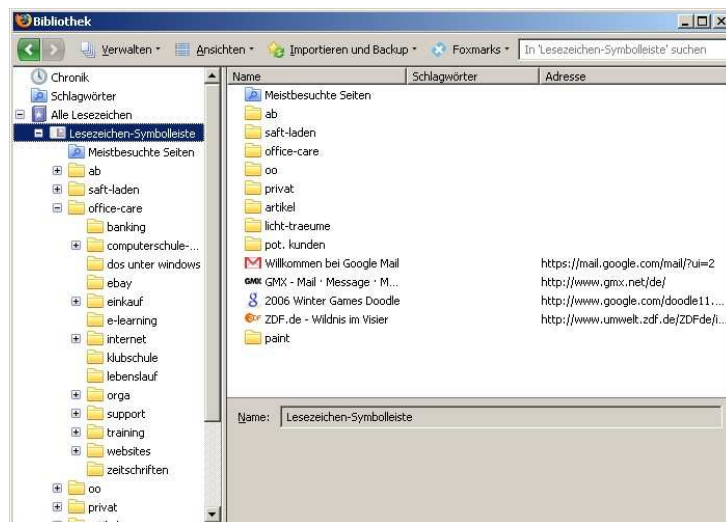 Bibliothek
Verwalten Ansichten Importieren und Backup Foxmarks In 'Lesezeichen-Symbolleiste' suchen
Chronik
Schlagwörter
Alle Lesezeichen
Lesezeichen-Symbolleiste
Meistbesuchte Seiten
ab
saft-laden
office-care
banking
computerschule-...
dos unter windows
ebay
einkauf
e-learning
internet
klubschule
lebenslauf
orga
support
training
websites
zeitschriften
oo
privat
Name Schlagwörter Adresse
Meistbesuchte Seiten
ab
saft-laden
office-care
oo
privat
artikel
licht-traeume
pot. kunden
Willkommen bei Google Mail https://mail.google.com/mail/?ui=2
GMX GMX - Mail · Message · M... http://www.gmx.net/de/
2006 Winter Games Doodle http://www.google.com/doodle11....
ZDF.de - Wildnis im Visier http://www.umwelt.zdf.de/ZDFde/i...
paint
Name: Lesezeichen-Symbolleiste